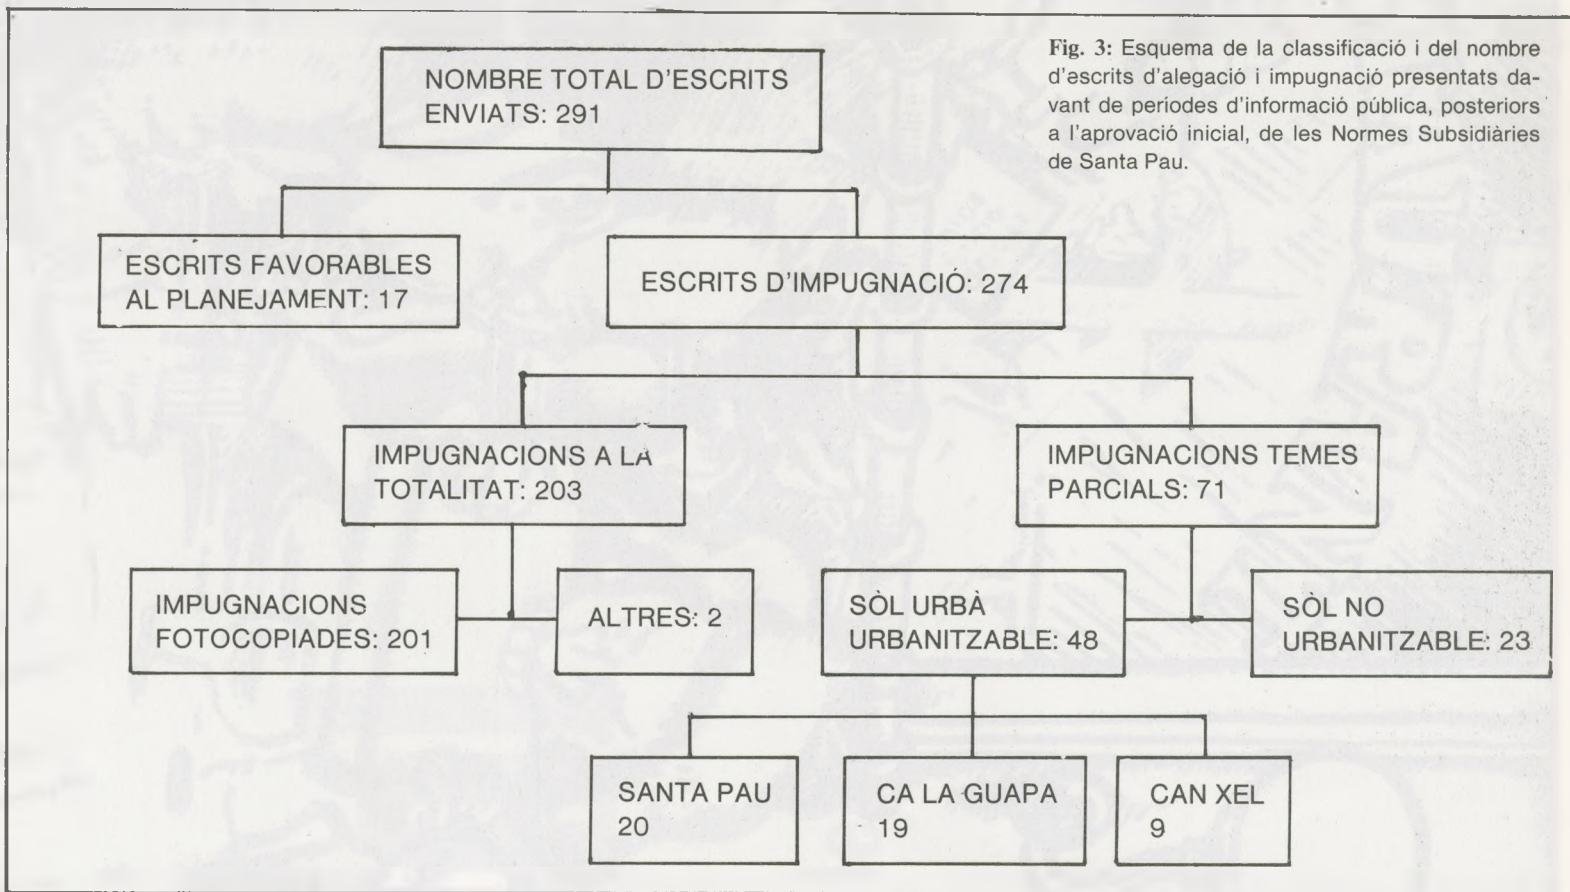 Fig. 3: Esquema de la classificació i del nombre
d'escrits d'alegació i impugnació presentats da-
vant de periodes d'informació pública, posteriors
a l'aprovació inicial, de les Normes Subsidiàries
de Santa Pau.
NOMBRE TOTAL D'ESCRITS
ENVIATS: 291
ESCRITS FAVORABLES
AL PLANEJAMENT: 17
ESCRITS D'IMPUGNACIÓ: 274
IMPUGNACIONS A LA
TOTALITAT: 203
IMPUGNACIONS TEMES
PARCIALS: 71
IMPUGNACIONS
FOTOCOPIADES: 201
ALTRES: 2
SÒL URBÀ
URBANITZABLE: 48
SÒL NO
URBANITZABLE: 23
SANTA PAU
20
CA LA GUAPA
19
CAN XEL
9